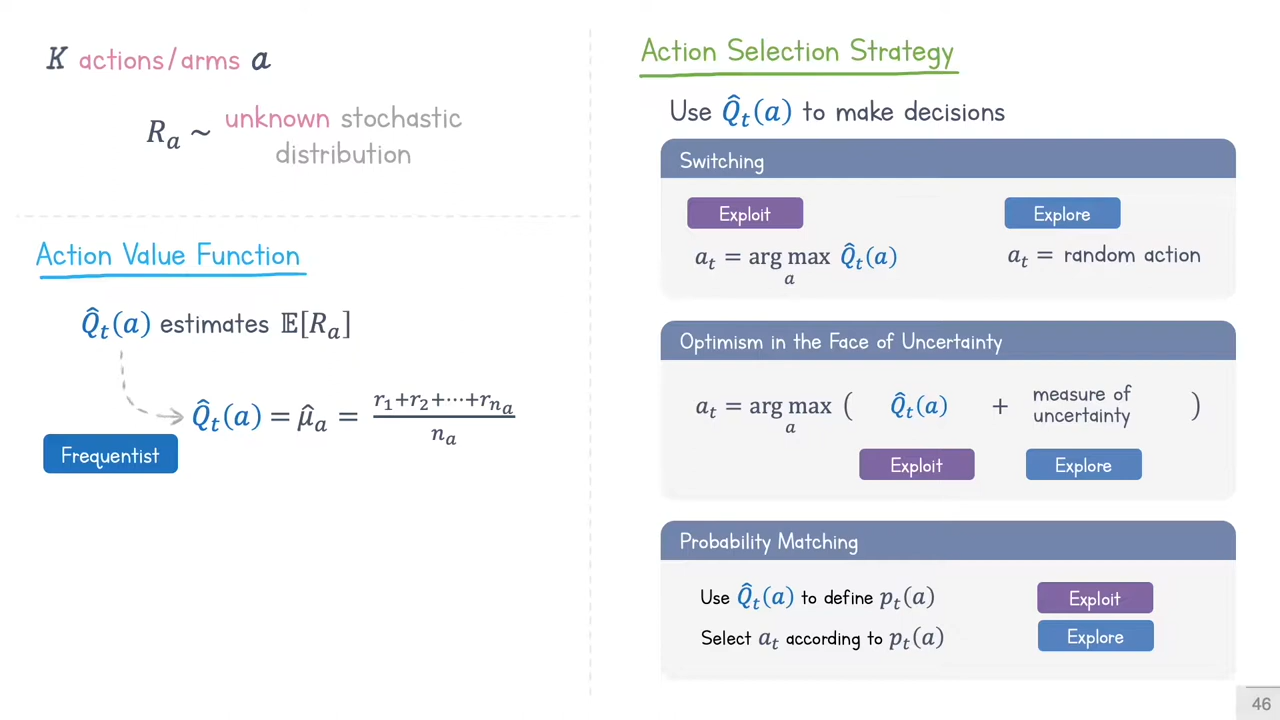 K actions/arms a
R_a ~ unknown stochastic
distribution
Action Value Function
Q̂_t(a) estimates 𝔼[R_a]
Q̂_t(a) = μ̂_a = (r_1+r_2+⋯+r_{n_a}) / n_a
Frequentist
Action Selection Strategy
Use Q̂_t(a) to make decisions
Switching
Exploit Explore
a_t = arg max_a Q̂_t(a) a_t = random action
Optimism in the Face of Uncertainty
a_t = arg max_a ( Q̂_t(a) + measure of uncertainty )
Exploit Explore
Probability Matching
Use Q̂_t(a) to define p_t(a) Exploit
Select a_t according to p_t(a) Explore
46